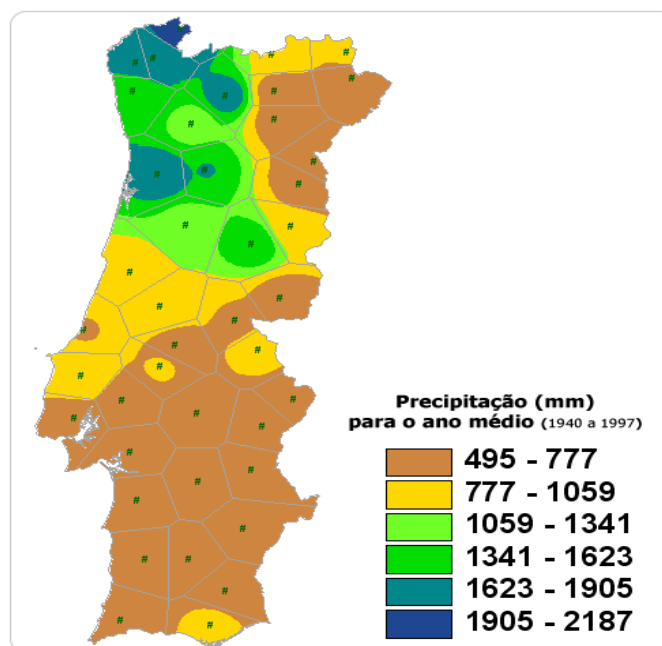 Precipitação (mm)
para o ano médio (1940 a 1997)
495 - 777
777 - 1059
1059 - 1341
1341 - 1623
1623 - 1905
1905 - 2187